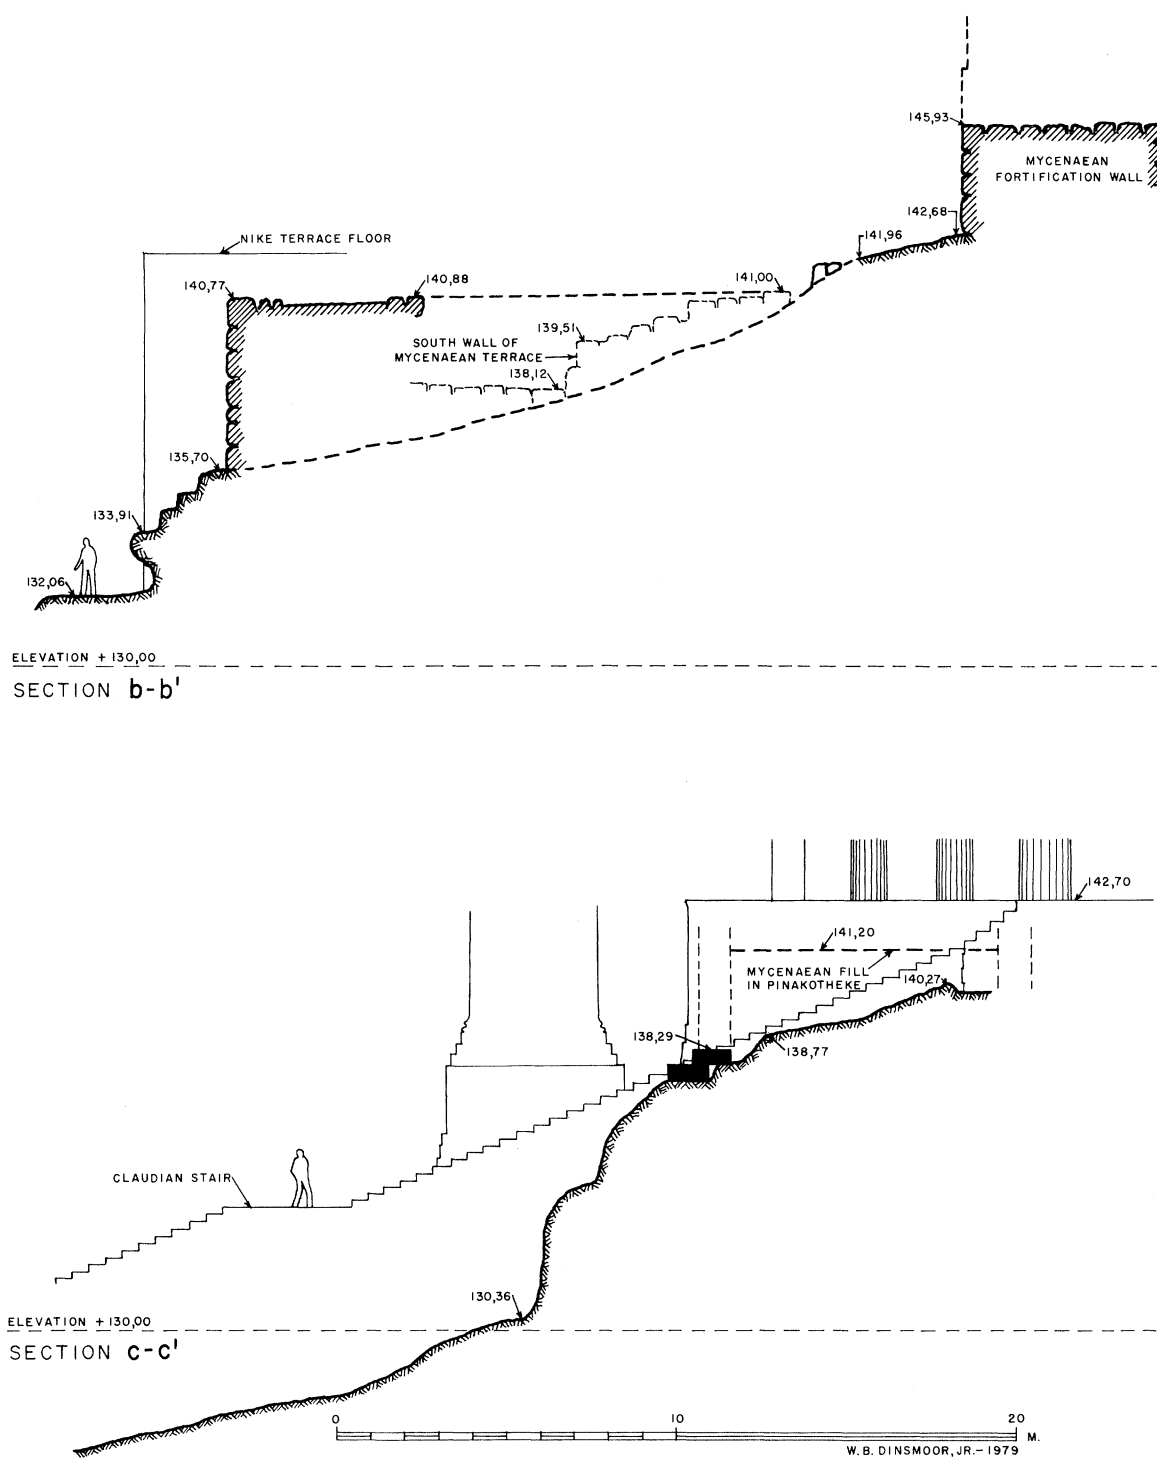 145,93
MYCENAEAN
FORTIFICATION WALL
142,68
141,96
NIKE TERRACE FLOOR
140,77
140,88
141,00
139,51
SOUTH WALL OF
MYCENAEAN TERRACE
138,12
135,70
133,91
132,06
ELEVATION + 130,00
SECTION b-b'
142,70
141,20
MYCENAEAN FILL
IN PINAKOTHEKE
140,27
138,29
138,77
CLAUDIAN STAIR
130,36
ELEVATION + 130,00
SECTION c-c'
0 10 20
M.
W. B. DINSMOOR, JR. - 1979